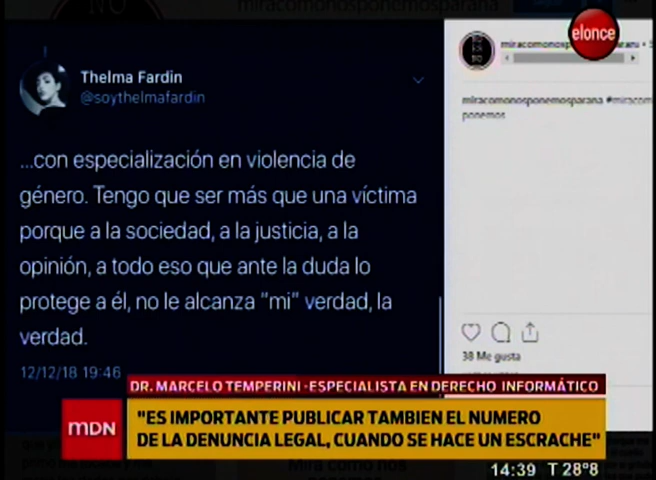 miracomonosponemosparana
elonce
Thelma Fardin
@soythelmafardin
miracomonosponemosparana #miracom
ponemos
...con especialización en violencia de
género. Tengo que ser más que una víctima
porque a la sociedad, a la justicia, a la
opinión, a todo eso que ante la duda lo
protege a él, no le alcanza "mi" verdad, la
verdad.
12/12/18 19:46
38 Me gusta
DR. MARCELO TEMPERINI - ESPECIALISTA EN DERECHO INFORMÁTICO
MDN
"ES IMPORTANTE PUBLICAR TAMBIEN EL NUMERO
DE LA DENUNCIA LEGAL, CUANDO SE HACE UN ESCRACHE"
Mira como nos
14:39 T 28°8